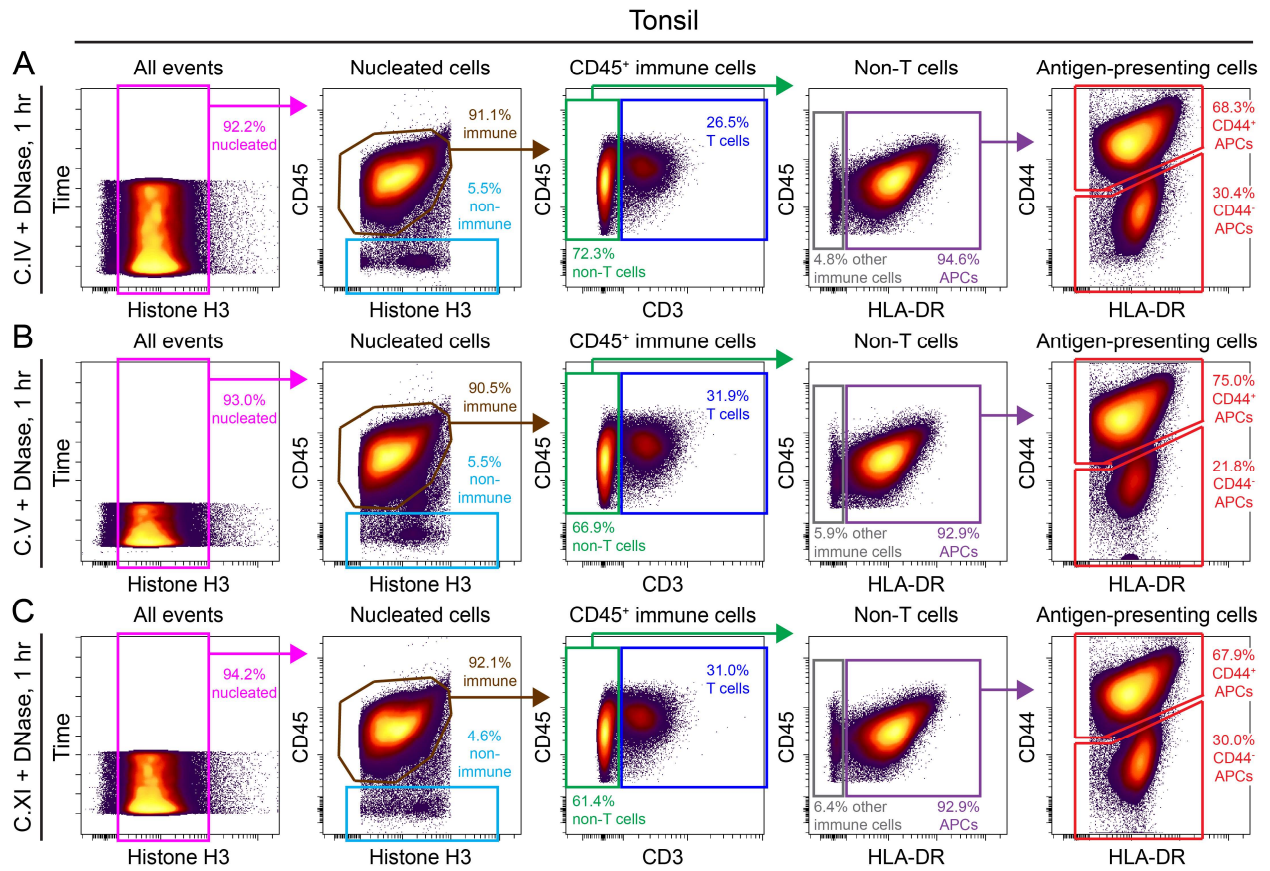 Tonsil
A
C.IV + DNase, 1 hr
All events
Time
92.2%
nucleated
Histone H3
Nucleated cells
CD45
91.1%
immune
5.5%
non-
immune
Histone H3
CD45⁺ immune cells
CD45
26.5%
T cells
72.3%
non-T cells
CD3
Non-T cells
CD45
4.8% other
immune cells
94.6%
APCs
HLA-DR
Antigen-presenting cells
CD44
68.3%
CD44⁺
APCs
30.4%
CD44⁻
APCs
HLA-DR
B
C.V + DNase, 1 hr
All events
Time
93.0%
nucleated
Histone H3
Nucleated cells
CD45
90.5%
immune
5.5%
non-
immune
Histone H3
CD45⁺ immune cells
CD45
31.9%
T cells
66.9%
non-T cells
CD3
Non-T cells
CD45
5.9% other
immune cells
92.9%
APCs
HLA-DR
Antigen-presenting cells
CD44
75.0%
CD44⁺
APCs
21.8%
CD44⁻
APCs
HLA-DR
C
C.XI + DNase, 1 hr
All events
Time
94.2%
nucleated
Histone H3
Nucleated cells
CD45
92.1%
immune
4.6%
non-
immune
Histone H3
CD45⁺ immune cells
CD45
31.0%
T cells
61.4%
non-T cells
CD3
Non-T cells
CD45
6.4% other
immune cells
92.9%
APCs
HLA-DR
Antigen-presenting cells
CD44
67.9%
CD44⁺
APCs
30.0%
CD44⁻
APCs
HLA-DR